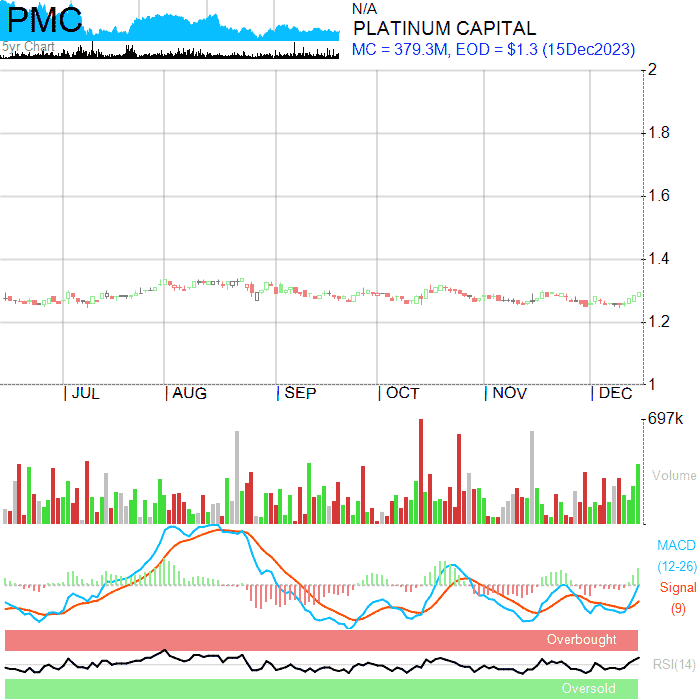 PMC
5yr Chart
N/A
PLATINUM CAPITAL
MC = 379.3M, EOD = $1.3 (15Dec2023)
2
1.8
1.6
1.4
1.2
1
JUL AUG SEP OCT NOV DEC
697k
Volume
MACD
(12-26)
Signal
(9)
Overbought
RSI(14)
Oversold